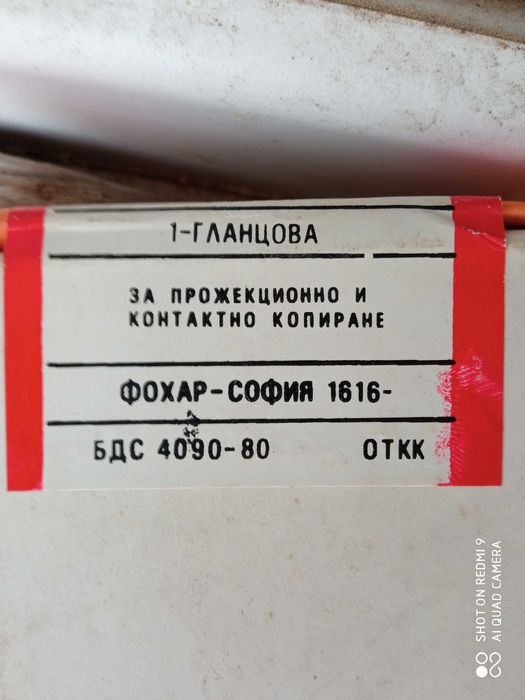 1-ГЛАНЦОВА
ЗА ПРОЖЕКЦИОННО И
КОНТАКТНО КОПИРАНЕ
ФОХАР-СОФИЯ 1616-
БДС 4090-80 ОТКК
SHOT ON REDMI 9
AI QUAD CAMERA